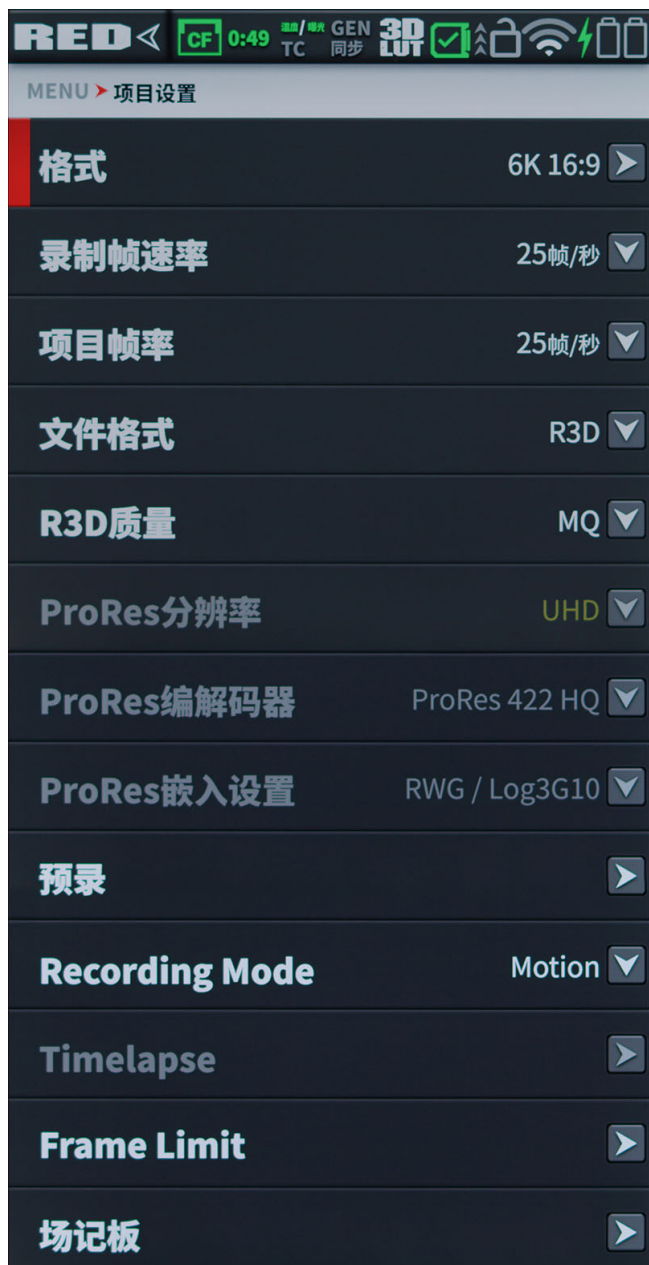 RED CF 0:49 温度/曝光 GEN 3D
TC 同步 LUT
MENU 项目设置
格式 6K 16:9
录制帧速率 25帧/秒
项目帧率 25帧/秒
文件格式 R3D
R3D质量 MQ
ProRes分辨率 UHD
ProRes编解码器 ProRes 422 HQ
ProRes嵌入设置 RWG / Log3G10
预录
Recording Mode Motion
Timelapse
Frame Limit
场记板